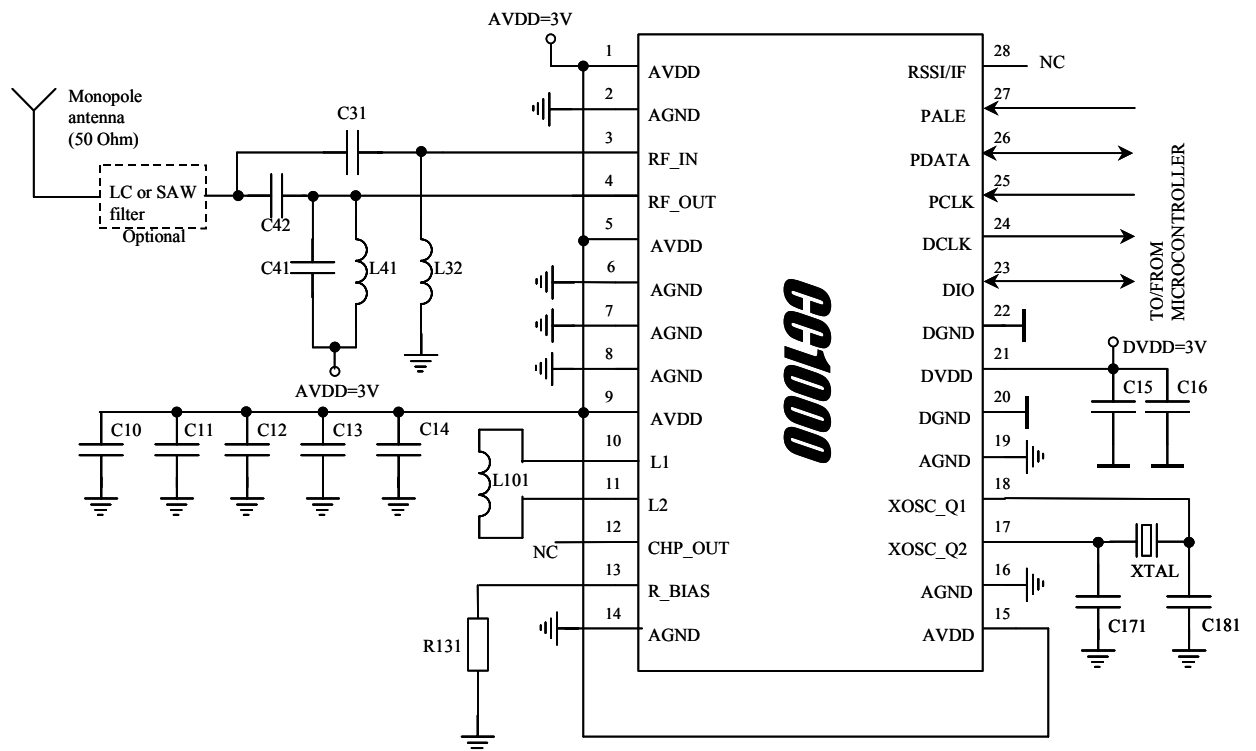 AVDD=3V
Monopole
antenna
(50 Ohm)
LC or SAW
filter
Optional
C31
C42
C41
L41
L32
AVDD=3V
C10
C11
C12
C13
C14
L101
NC
R131
1
AVDD
2
AGND
3
RF_IN
4
RF_OUT
5
AVDD
6
AGND
7
AGND
8
AGND
9
AVDD
10
L1
11
L2
12
CHP_OUT
13
R_BIAS
14
AGND
CC1000
28
RSSI/IF
NC
27
PALE
26
PDATA
25
PCLK
24
DCLK
23
DIO
22
DGND
21
DVDD
20
DGND
19
AGND
18
XOSC_Q1
17
XOSC_Q2
16
AGND
15
AVDD
TO/FROM
MICROCONTROLLER
DVDD=3V
C15
C16
XTAL
C171
C181